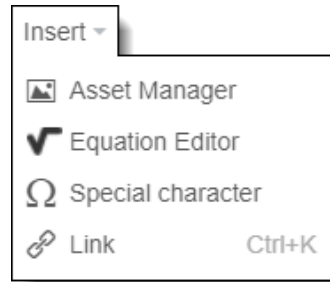 Insert
Asset Manager
Equation Editor
Ω Special character
Link Ctrl+K